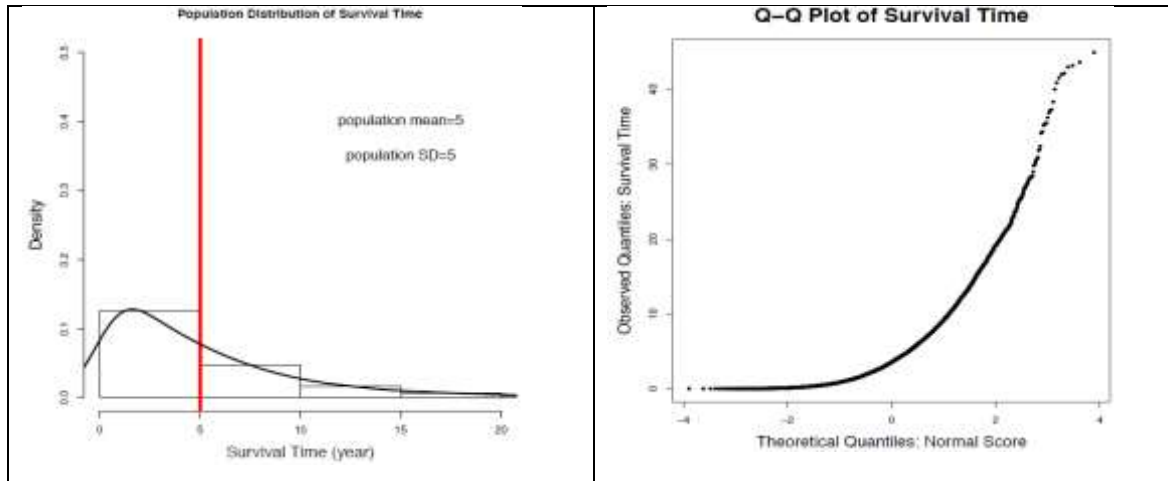 Population Distribution of Survival Time
0.5
0.4
0.3
0.2
0.1
0.0
Density
population mean=5
population SD=5
0 5 10 15 20
Survival Time (year)
Q-Q Plot of Survival Time
40
30
20
10
0
Observed Quantiles: Survival Time
-4 -2 0 2 4
Theoretical Quantiles: Normal Score